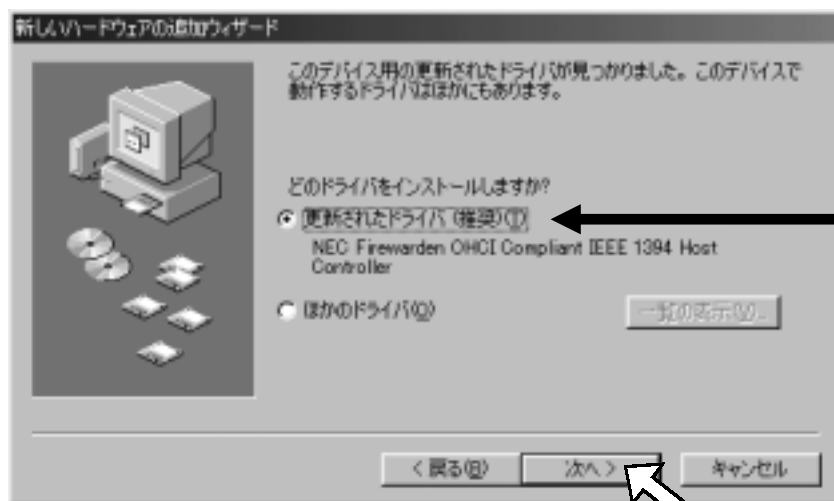 新しいハードウェアの追加ウィザード
このデバイス用の更新されたドライバが見つかりました。このデバイスで
動作するドライバはほかにもあります。
どのドライバをインストールしますか?
更新されたドライバ (推奨)(T)
NEC Firewarden OHCI Compliant IEEE 1394 Host
Controller
ほかのドライバ(O)
一覧の表示(V)...
< 戻る(B)
次へ >
キャンセル